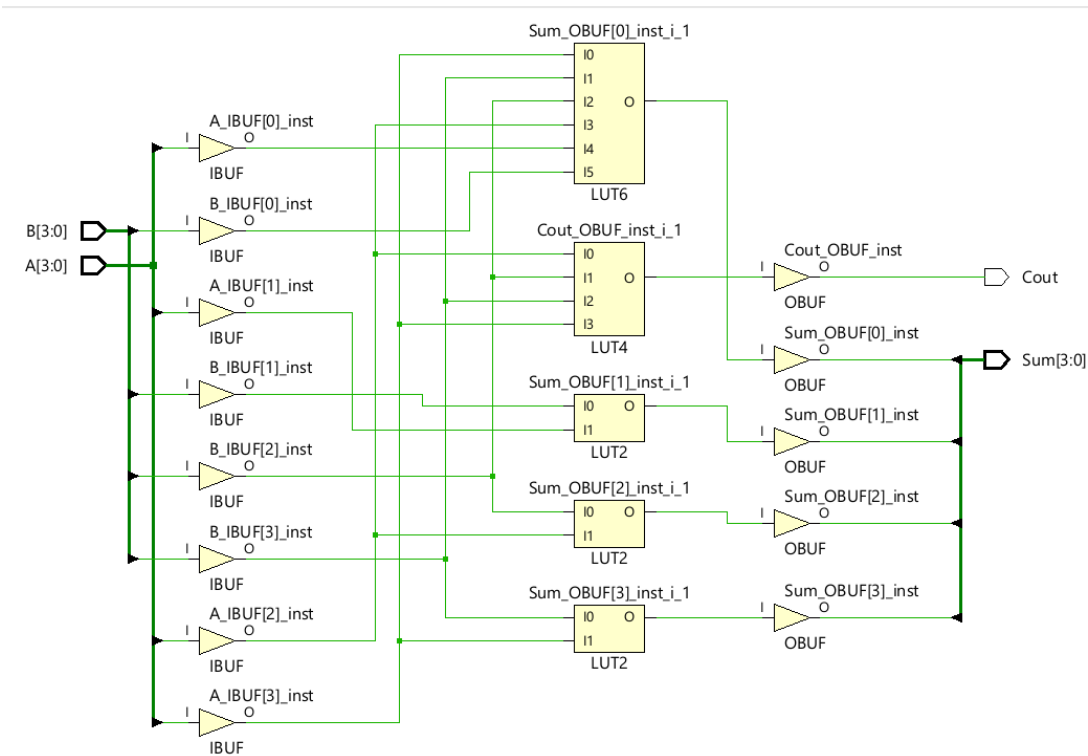 Sum_OBUF[0]_inst_i_1
I0
I1
I2
O
I3
I4
I5
LUT6
A_IBUF[0]_inst
I
O
IBUF
B_IBUF[0]_inst
I
O
IBUF
B[3:0]
A[3:0]
Cout_OBUF_inst_i_1
I0
I1
O
I2
I3
LUT4
Cout_OBUF_inst
I
O
OBUF
Cout
A_IBUF[1]_inst
I
O
IBUF
Sum_OBUF[0]_inst
I
O
OBUF
Sum[3:0]
B_IBUF[1]_inst
I
O
IBUF
Sum_OBUF[1]_inst_i_1
I0
O
I1
LUT2
Sum_OBUF[1]_inst
I
O
OBUF
B_IBUF[2]_inst
I
O
IBUF
Sum_OBUF[2]_inst_i_1
I0
O
I1
LUT2
Sum_OBUF[2]_inst
I
O
OBUF
B_IBUF[3]_inst
I
O
IBUF
Sum_OBUF[3]_inst_i_1
I0
O
I1
LUT2
Sum_OBUF[3]_inst
I
O
OBUF
A_IBUF[2]_inst
I
O
IBUF
A_IBUF[3]_inst
I
O
IBUF